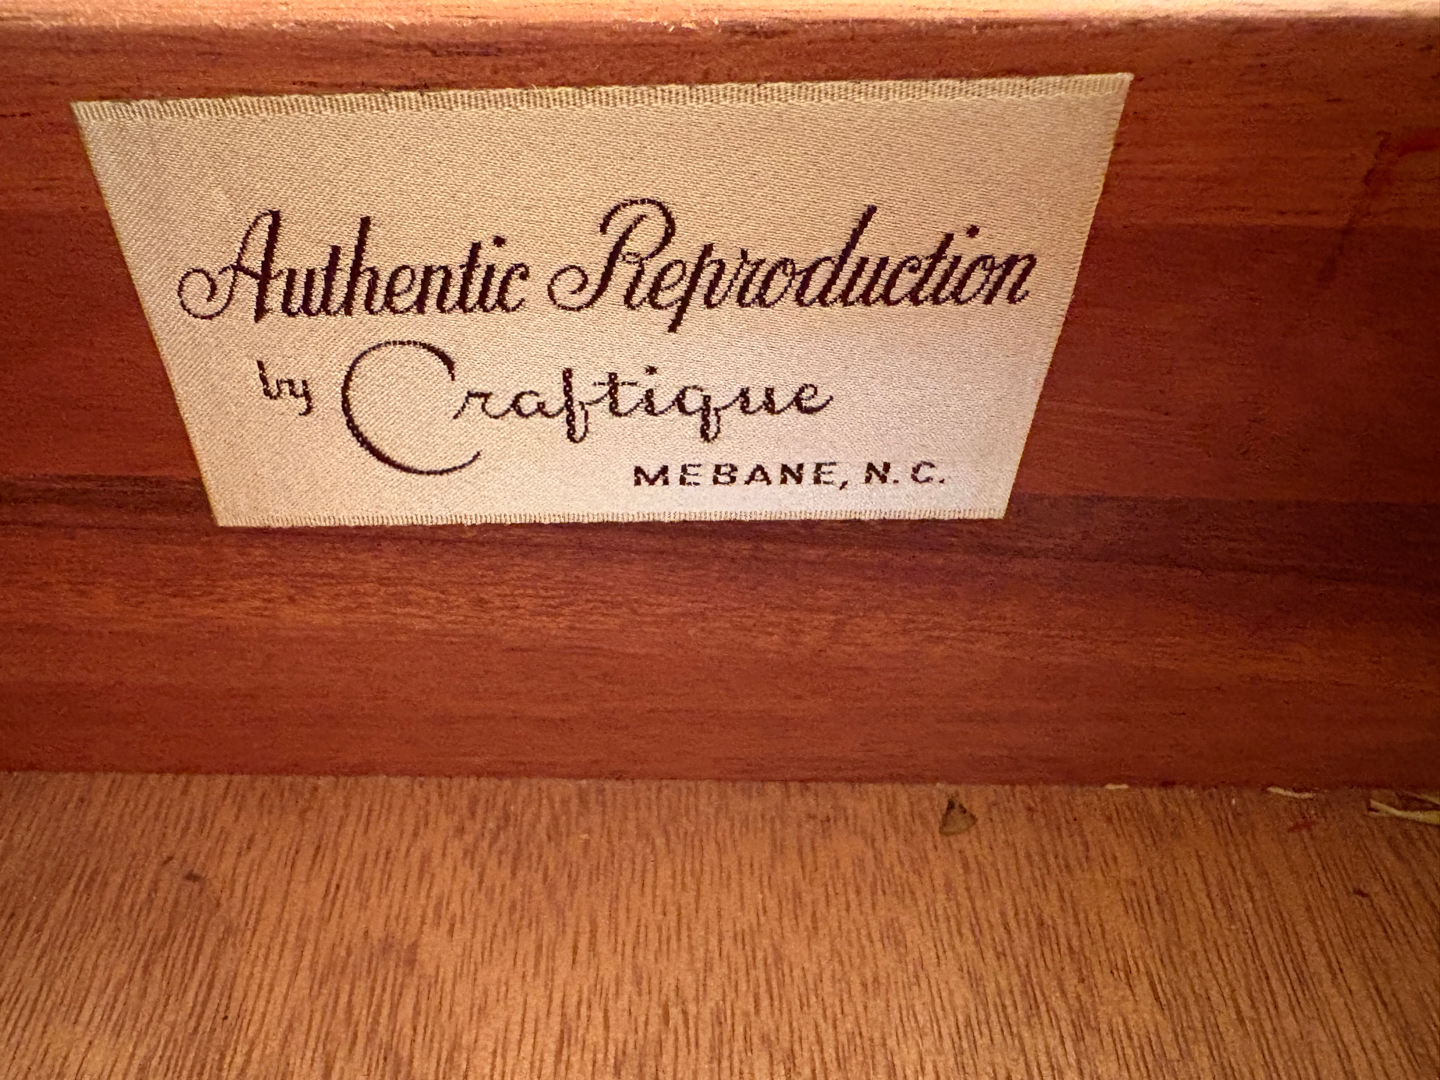 Authentic Reproduction
by Craftique
MEBANE, N.C.